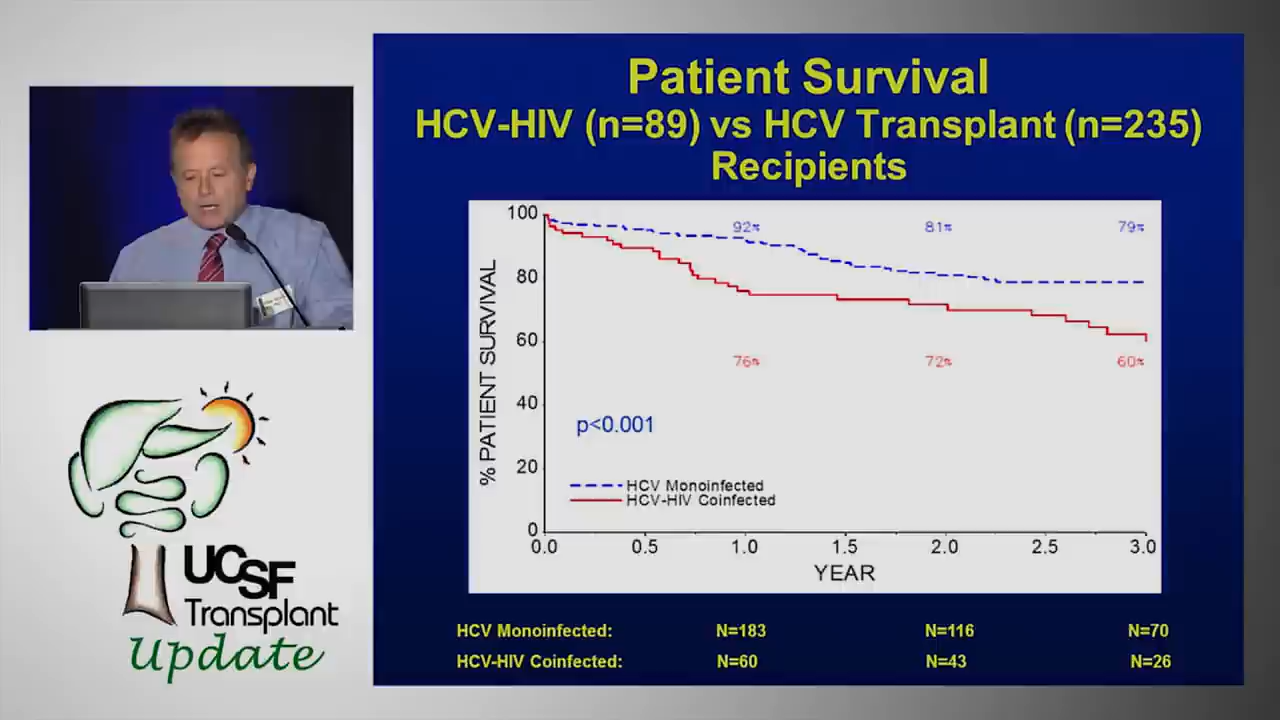 Patient Survival
HCV-HIV (n=89) vs HCV Transplant (n=235)
Recipients
100
80
60
40
20
0
% PATIENT SURVIVAL
92%
81%
79%
76%
72%
60%
p<0.001
HCV Monoinfected
HCV-HIV Coinfected
0.0 0.5 1.0 1.5 2.0 2.5 3.0
YEAR
HCV Monoinfected: N=183 N=116 N=70
HCV-HIV Coinfected: N=60 N=43 N=26
UCSF
Transplant
Update